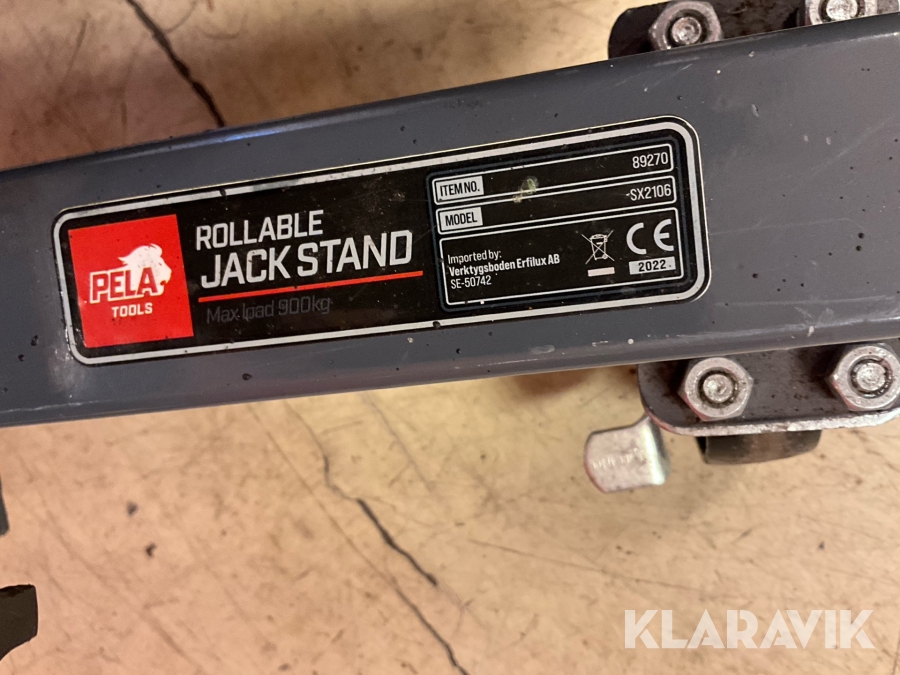 PELA
TOOLS
ROLLABLE
JACK STAND
Max. load 900kg
ITEM NO. 89270
MODEL -SX2106
Imported by:
Verktygsboden Erfilux AB
SE-50742
CE
2022
KLARAVIK